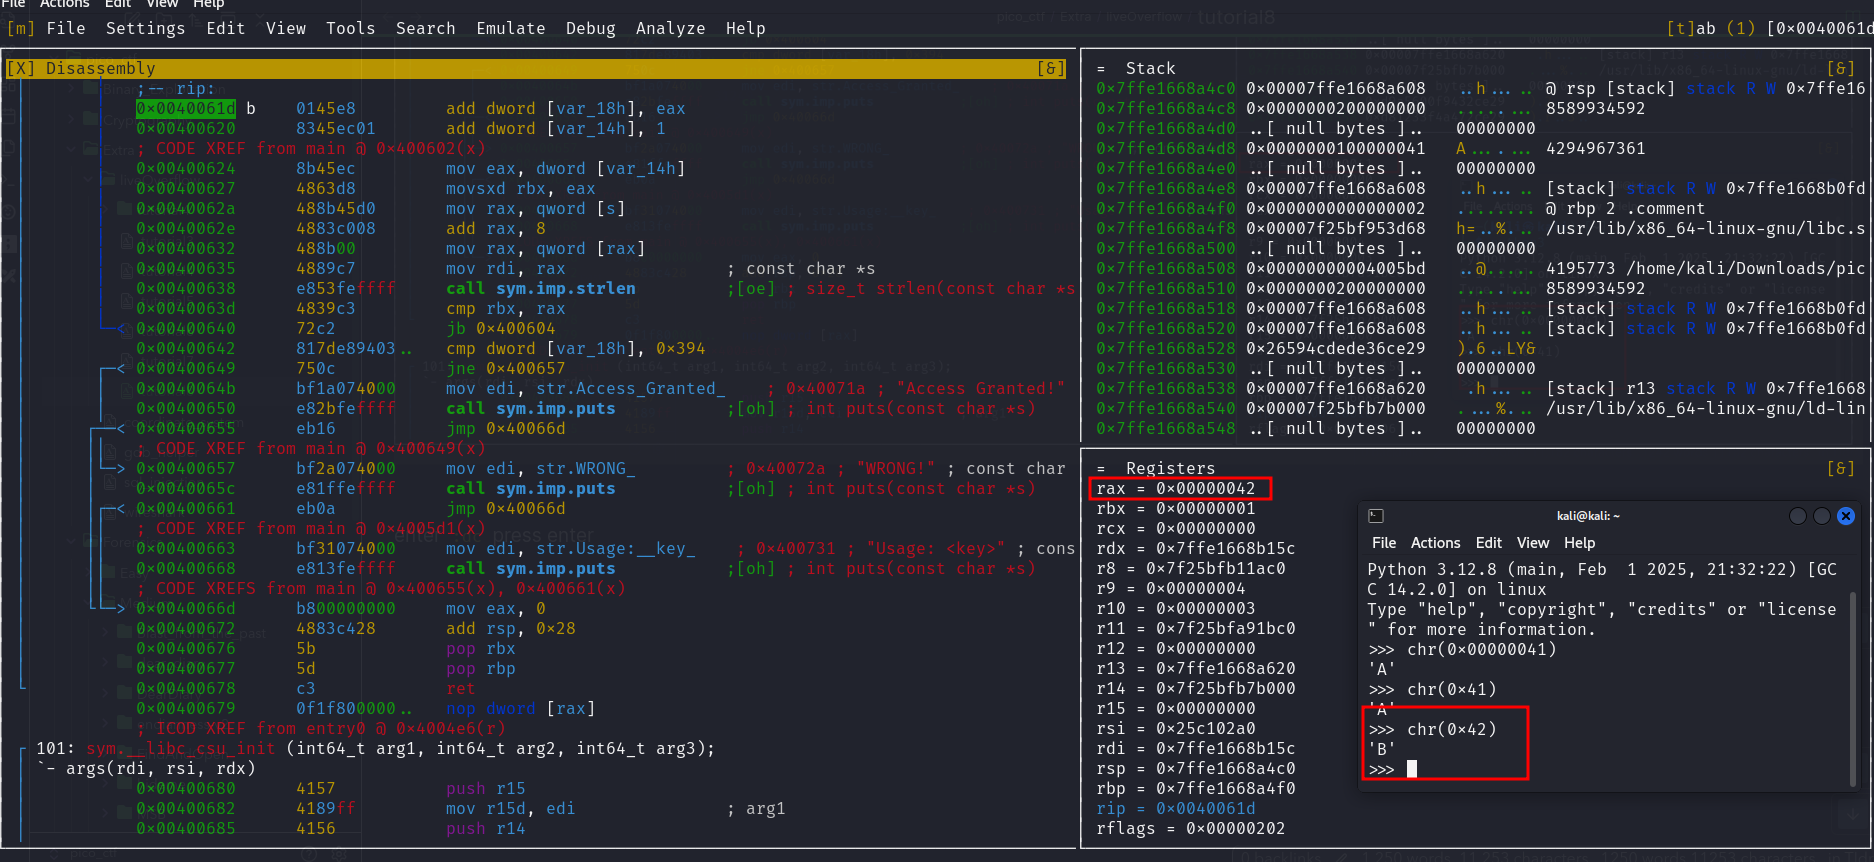 File Actions Edit View Help
[m] File Settings Edit View Tools Search Emulate Debug Analyze Help [t]ab (1) [0×0040061d
[X] Disassembly [&]
;-- rip:
0×0040061d b 0145e8 add dword [var_18h], eax
0×00400620 8345ec01 add dword [var_14h], 1
; CODE XREF from main @ 0×400602(x)
0×00400624 8b45ec mov eax, dword [var_14h]
0×00400627 4863d8 movsxd rbx, eax
0×0040062a 488b45d0 mov rax, qword [s]
0×0040062e 4883c008 add rax, 8
0×00400632 488b00 mov rax, qword [rax]
0×00400635 4889c7 mov rdi, rax ; const char *s
0×00400638 e853feffff call sym.imp.strlen ;[oe] ; size_t strlen(const char *s
0×0040063d 4839c3 cmp rbx, rax
0×00400640 72c2 jb 0×400604
0×00400642 817de89403.. cmp dword [var_18h], 0×394
0×00400649 750c jne 0×400657
0×0040064b bf1a074000 mov edi, str.Access_Granted_ ; 0×40071a ; "Access Granted!"
0×00400650 e82bfeffff call sym.imp.puts ;[oh] ; int puts(const char *s)
0×00400655 eb16 jmp 0×40066d
; CODE XREF from main @ 0×400649(x)
0×00400657 bf2a074000 mov edi, str.WRONG_ ; 0×40072a ; "WRONG!" ; const char
0×0040065c e81ffeffff call sym.imp.puts ;[oh] ; int puts(const char *s)
0×00400661 eb0a jmp 0×40066d
; CODE XREF from main @ 0×4005d1(x)
0×00400663 bf31074000 mov edi, str.Usage:__key_ ; 0×400731 ; "Usage: <key>" ; cons
0×00400668 e813feffff call sym.imp.puts ;[oh] ; int puts(const char *s)
; CODE XREFS from main @ 0×400655(x), 0×400661(x)
0×0040066d b800000000 mov eax, 0
0×00400672 4883c428 add rsp, 0×28
0×00400676 5b pop rbx
0×00400677 5d pop rbp
0×00400678 c3 ret
0×00400679 0f1f800000.. nop dword [rax]
; ICOD XREF from entry0 @ 0×4004e6(r)
101: sym.__libc_csu_init (int64_t arg1, int64_t arg2, int64_t arg3);
`- args(rdi, rsi, rdx)
0×00400680 4157 push r15
0×00400682 4189ff mov r15d, edi ; arg1
0×00400685 4156 push r14
= Stack [&]
0×7ffe1668a4c0 0×00007ffe1668a608 ..h... .. @ rsp [stack] stack R W 0×7ffe16
0×7ffe1668a4c8 0×0000000200000000 8589934592
0×7ffe1668a4d0 ..[ null bytes ].. 00000000
0×7ffe1668a4d8 0×0000000100000041 A... . ... 4294967361
0×7ffe1668a4e0 ..[ null bytes ].. 00000000
0×7ffe1668a4e8 0×00007ffe1668a608 ..h... .. [stack] stack R W 0×7ffe1668b0fd
0×7ffe1668a4f0 0×0000000000000002 ........ @ rbp 2 .comment
0×7ffe1668a4f8 0×00007f25bf953d68 h=..%. .. /usr/lib/x86_64-linux-gnu/libc.s
0×7ffe1668a500 ..[ null bytes ].. 00000000
0×7ffe1668a508 0×00000000004005bd ..@..... 4195773 /home/kali/Downloads/pic
0×7ffe1668a510 0×0000000200000000 8589934592
0×7ffe1668a518 0×00007ffe1668a608 ..h... .. [stack] stack R W 0×7ffe1668b0fd
0×7ffe1668a520 0×00007ffe1668a608 ..h... .. [stack] stack R W 0×7ffe1668b0fd
0×7ffe1668a528 0×26594cdede36ce29 ).6..LY&
0×7ffe1668a530 ..[ null bytes ].. 00000000
0×7ffe1668a538 0×00007ffe1668a620 .h... .. [stack] r13 stack R W 0×7ffe1668
0×7ffe1668a540 0×00007f25bfb7b000 . ...%. .. /usr/lib/x86_64-linux-gnu/ld-lin
0×7ffe1668a548 ..[ null bytes ].. 00000000
= Registers [&]
rax = 0×00000042
rbx = 0×00000001
rcx = 0×00000000
rdx = 0×7ffe1668b15c
r8 = 0×7f25bfb11ac0
r9 = 0×00000004
r10 = 0×00000003
r11 = 0×7f25bfa91bc0
r12 = 0×00000000
r13 = 0×7ffe1668a620
r14 = 0×7f25bfb7b000
r15 = 0×00000000
rsi = 0×25c102a0
rdi = 0×7ffe1668b15c
rsp = 0×7ffe1668a4c0
rbp = 0×7ffe1668a4f0
rip = 0×0040061d
rflags = 0×00000202
kali@kali: ~
File Actions Edit View Help
Python 3.12.8 (main, Feb  1 2025, 21:32:22) [GC
C 14.2.0] on linux
Type "help", "copyright", "credits" or "license
" for more information.
>>> chr(0×00000041)
'A'
>>> chr(0×41)
'A'
>>> chr(0×42)
'B'
>>>